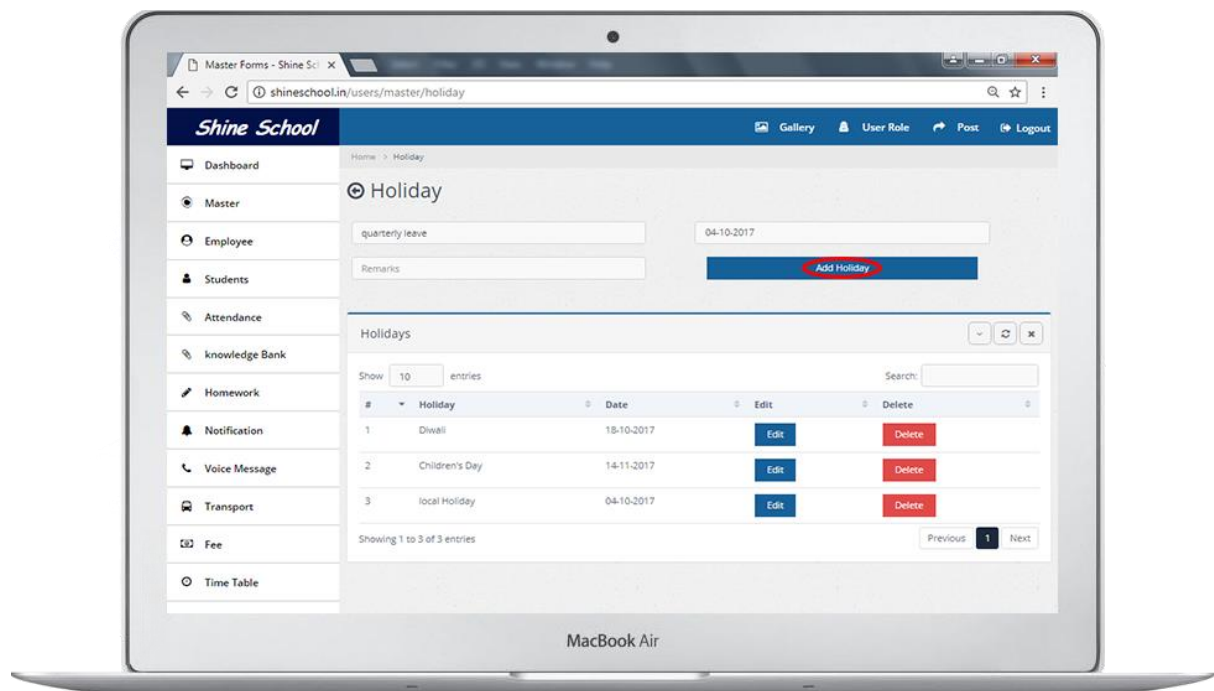 Master Forms - Shine Sc
shineschool.in/users/master/holiday
Shine School
Gallery
User Role
Post
Logout
Dashboard
Master
Employee
Students
Attendance
knowledge Bank
Homework
Notification
Voice Message
Transport
Fee
Time Table
Home > Holiday
Holiday
quarterly leave
04-10-2017
Remarks
Add Holiday
Holidays
Show 10 entries
Search:
# Holiday Date Edit Delete
1 Diwali 18-10-2017 Edit Delete
2 Children's Day 14-11-2017 Edit Delete
3 local Holiday 04-10-2017 Edit Delete
Showing 1 to 3 of 3 entries
Previous 1 Next
MacBook Air